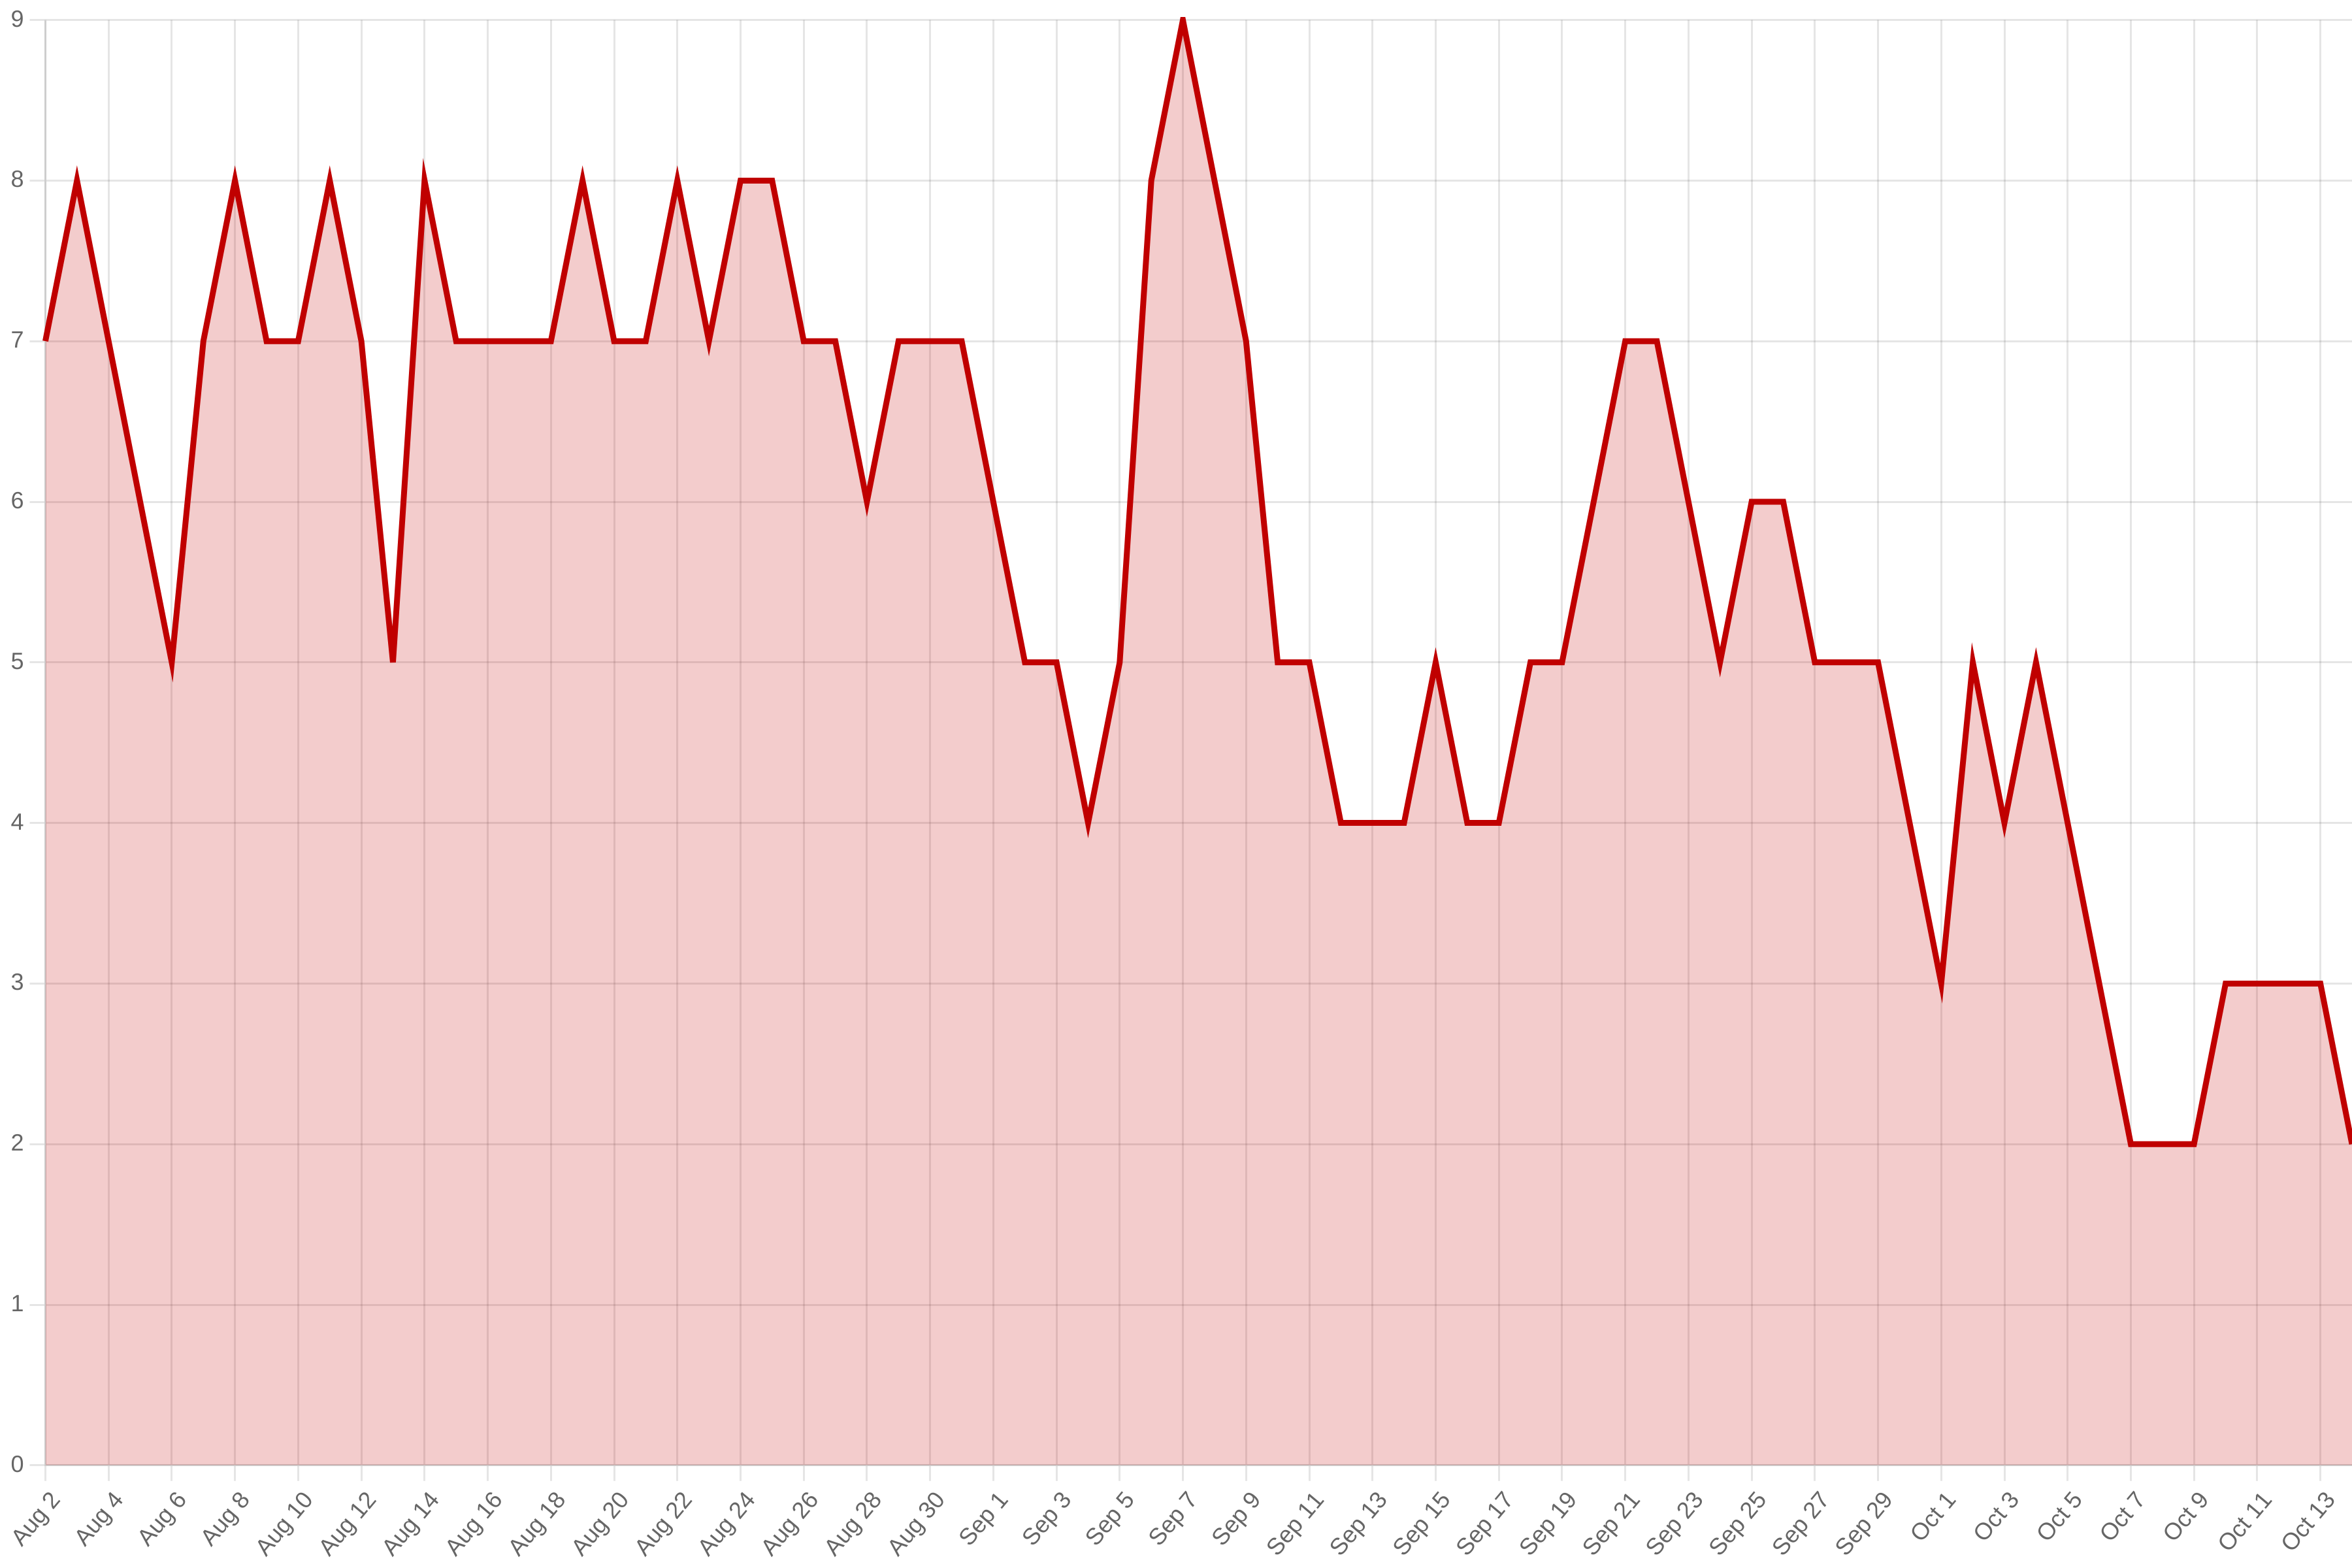 9
8
7
6
5
4
3
2
1
0
Aug 2
Aug 4
Aug 6
Aug 8
Aug 10
Aug 12
Aug 14
Aug 16
Aug 18
Aug 20
Aug 22
Aug 24
Aug 26
Aug 28
Aug 30
Sep 1
Sep 3
Sep 5
Sep 7
Sep 9
Sep 11
Sep 13
Sep 15
Sep 17
Sep 19
Sep 21
Sep 23
Sep 25
Sep 27
Sep 29
Oct 1
Oct 3
Oct 5
Oct 7
Oct 9
Oct 11
Oct 13